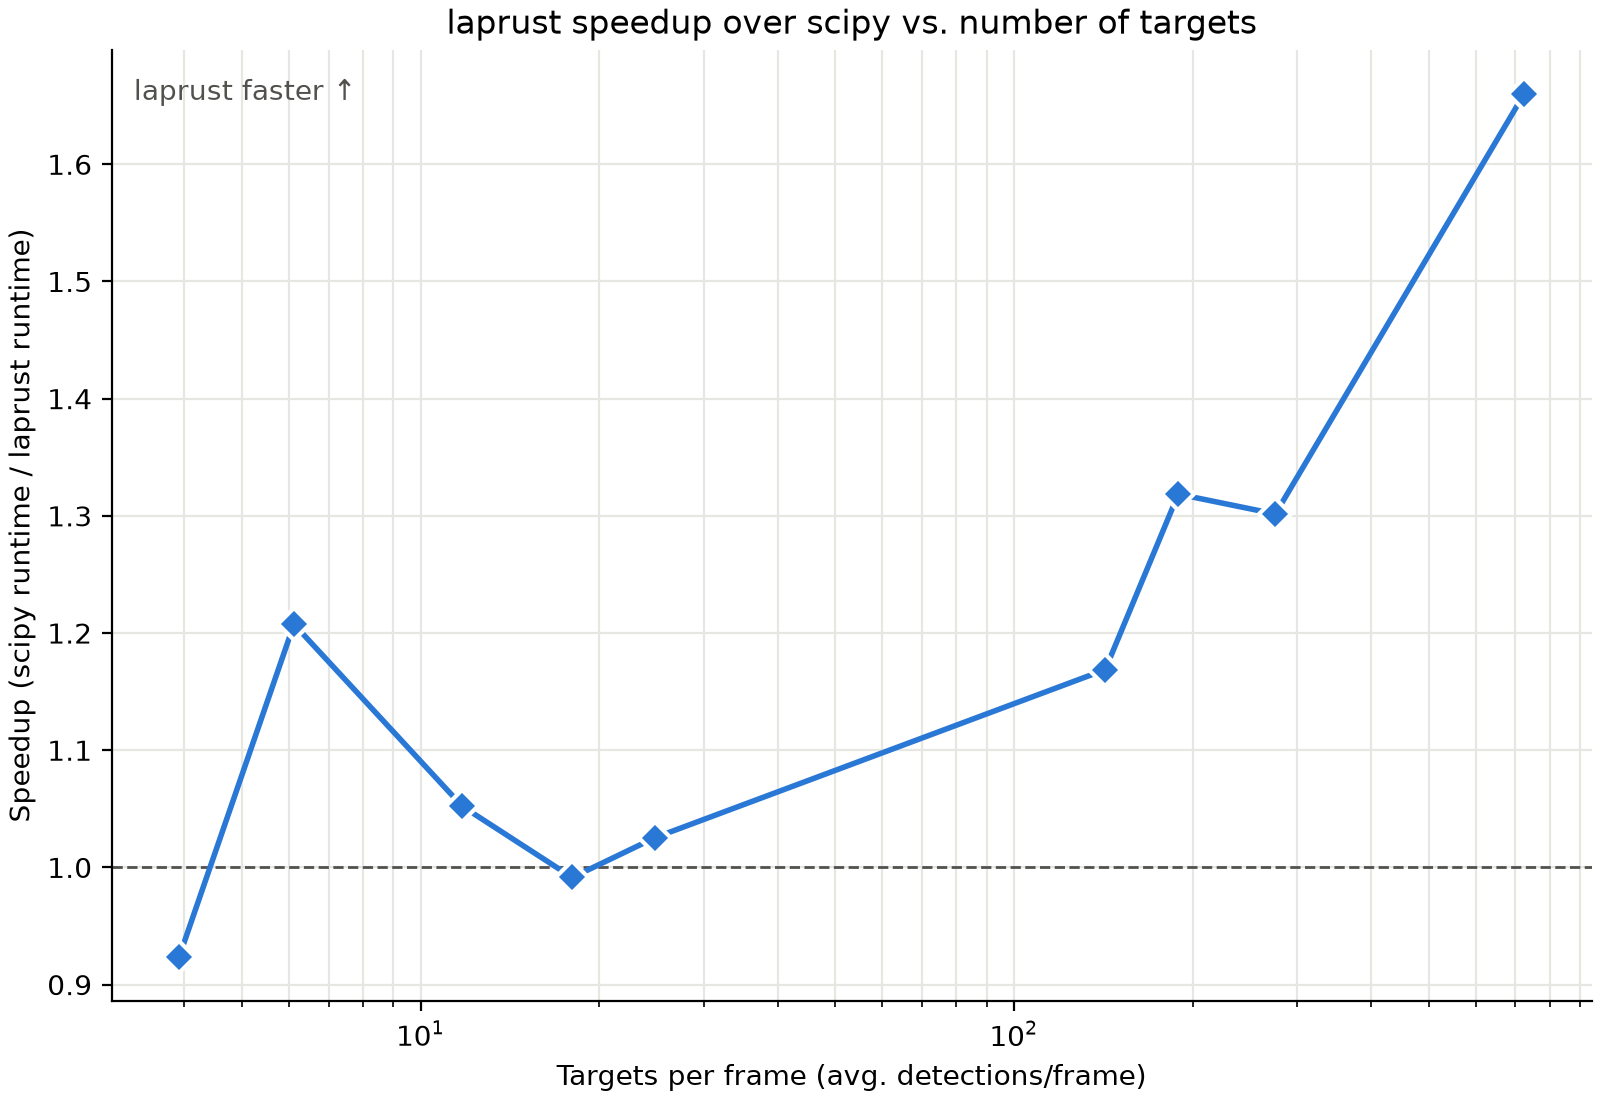 laprust speedup over scipy vs. number of targets
laprust faster ↑
Speedup (scipy runtime / laprust runtime)
1.6
1.5
1.4
1.3
1.2
1.1
1.0
0.9
10¹
10²
Targets per frame (avg. detections/frame)